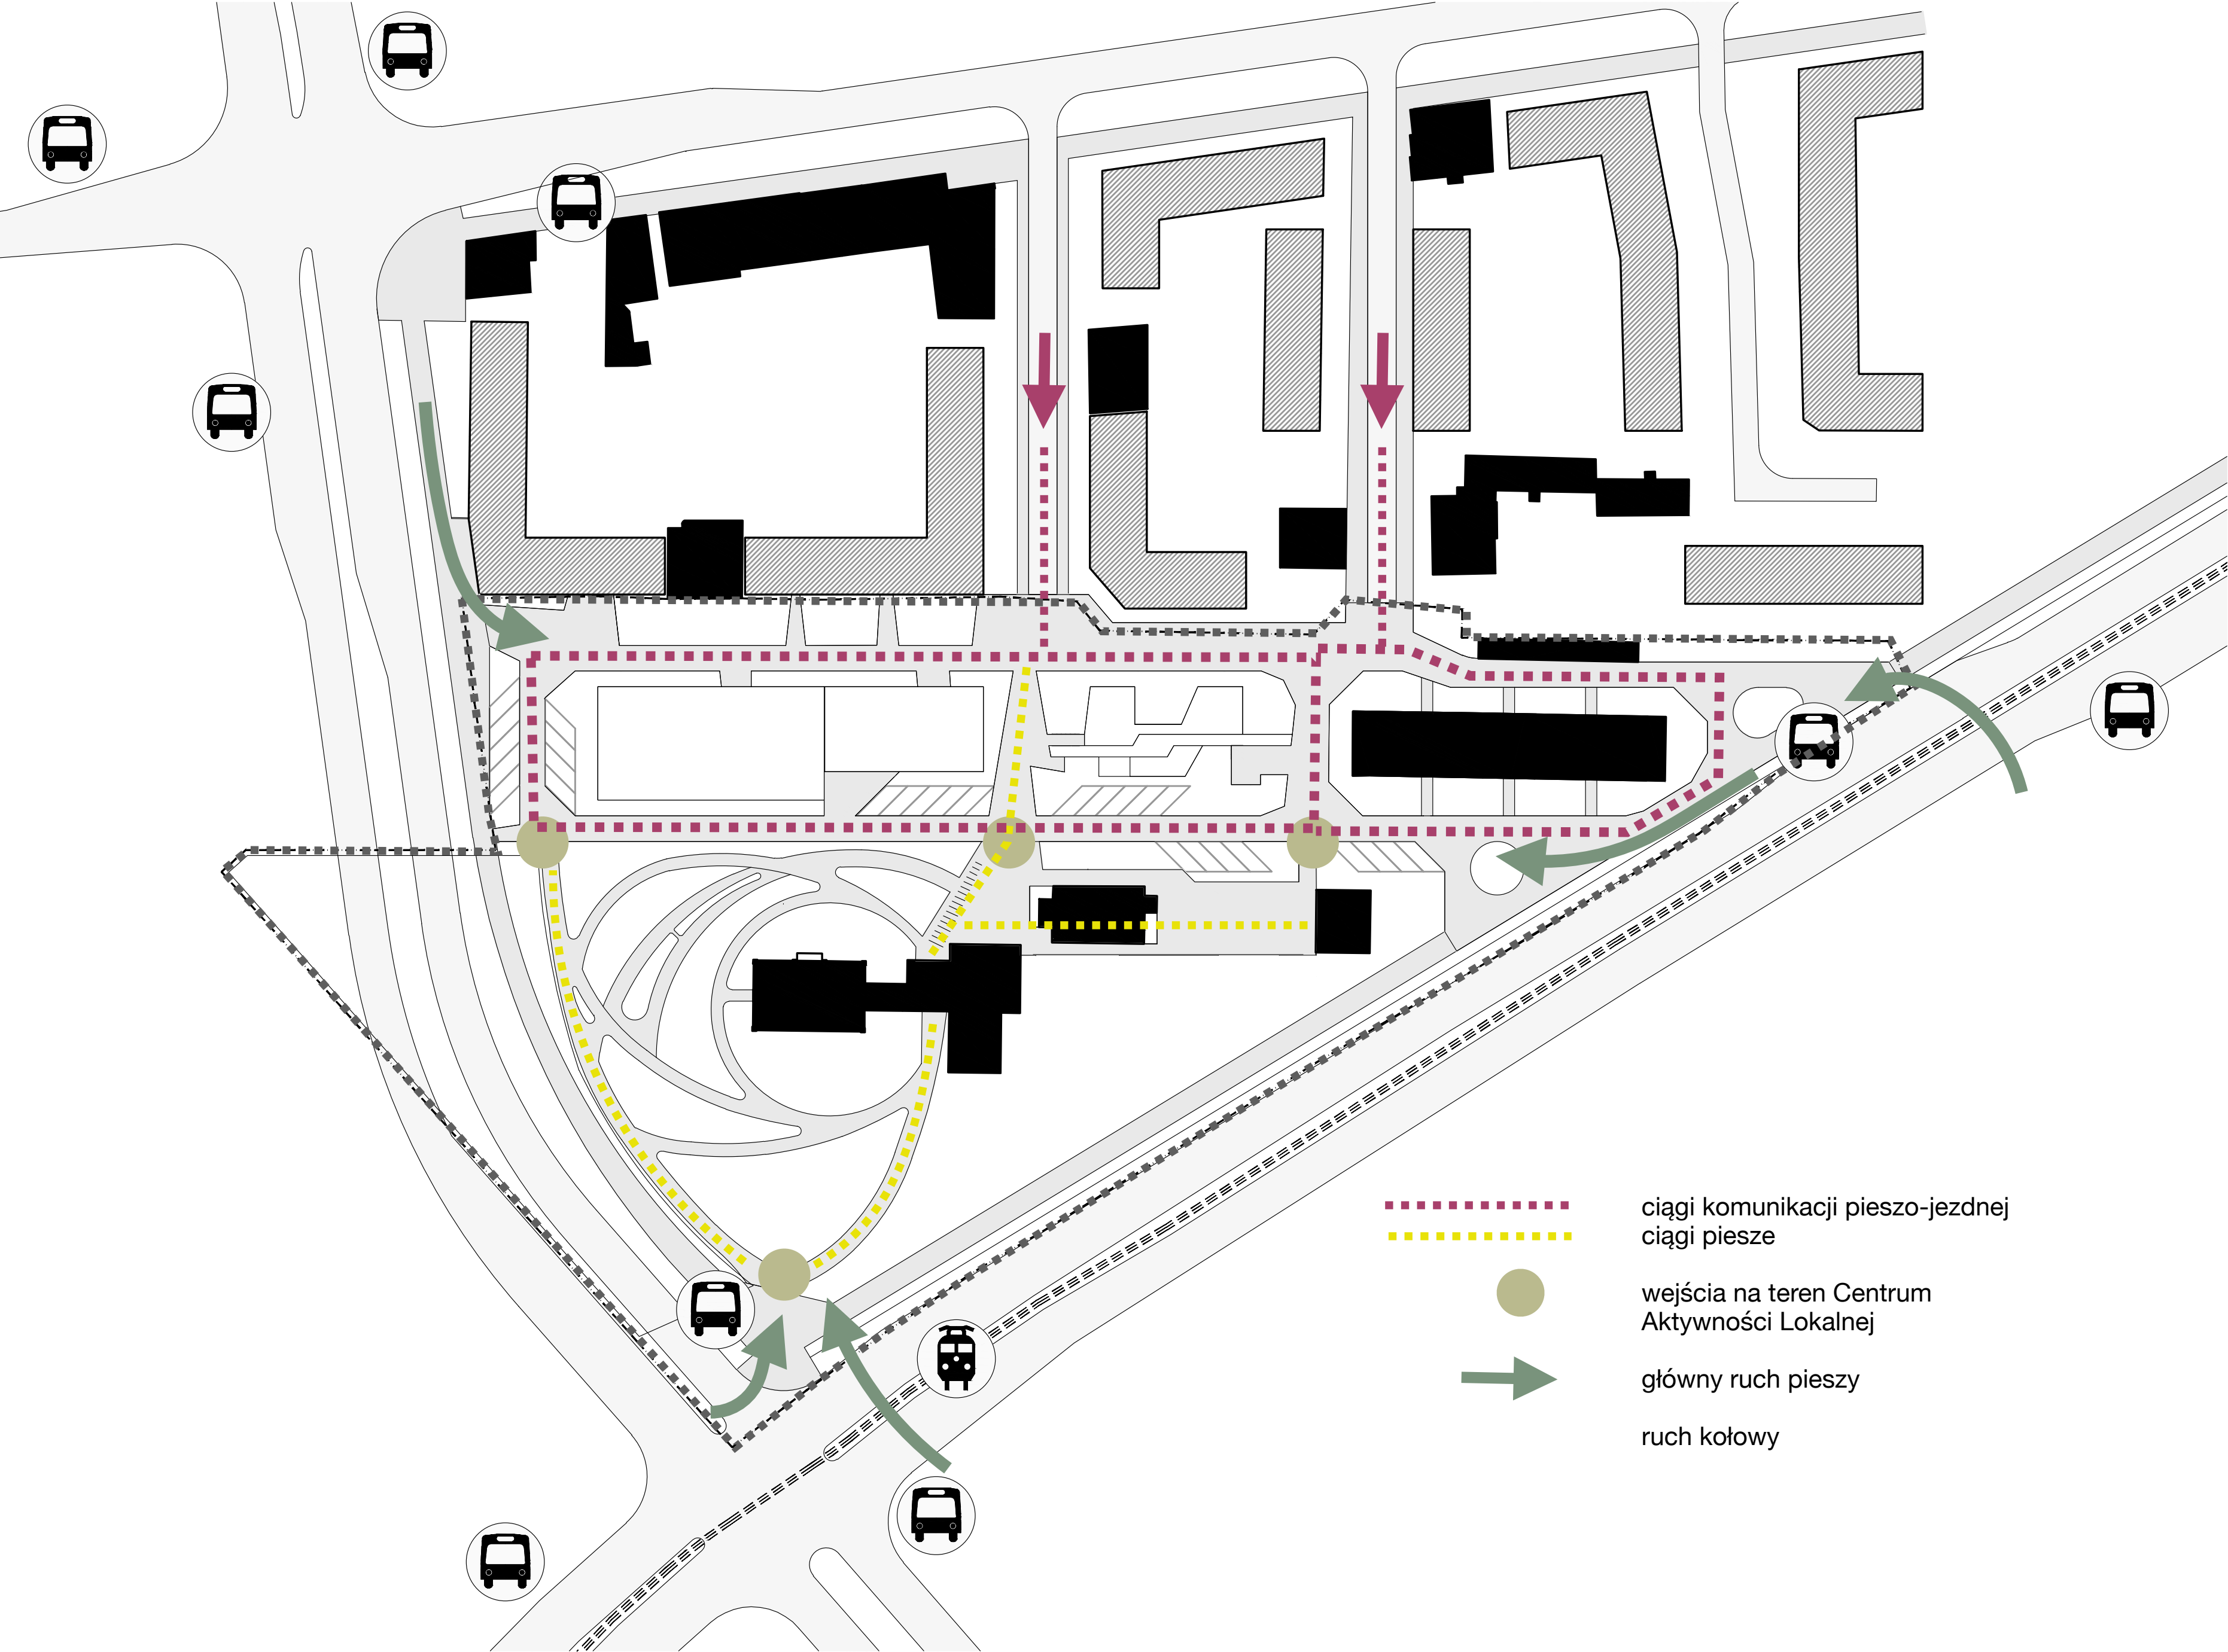 ciągi komunikacji pieszo-jezdnej
ciągi piesze
wejścia na teren Centrum
Aktywności Lokalnej
główny ruch pieszy
ruch kołowy